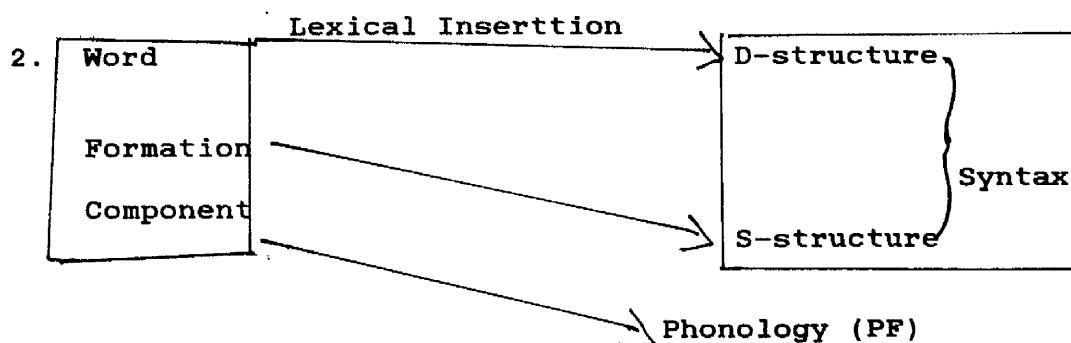 Lexical Inserttion
2. Word D-structure
Formation
Syntax
Component
S-structure
Phonology (PF)